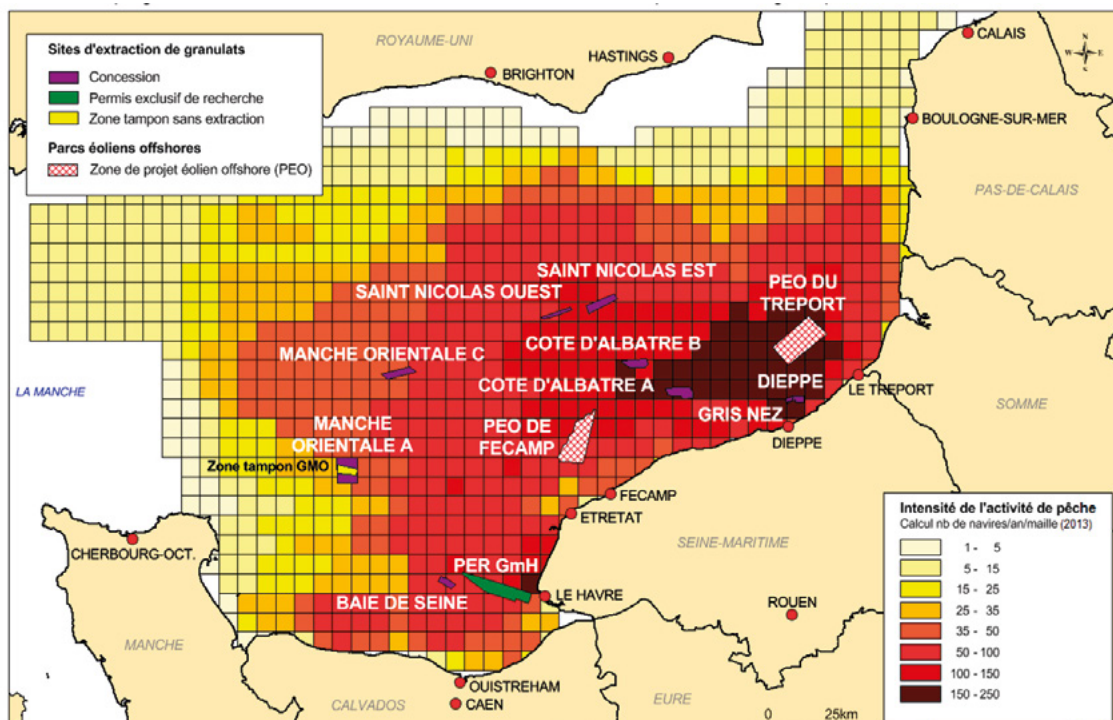 Sites d'extraction de granulats
Concession
Permis exclusif de recherche
Zone tampon sans extraction
Parcs éoliens offshores
Zone de projet éolien offshore (PEO)
ROYAUME-UNI
HASTINGS
BRIGHTON
CALAIS
N
S
E
BOULOGNE-SUR-MER
PAS-DE-CALAIS
SAINT NICOLAS EST
SAINT NICOLAS OUEST
PEO DU
TREPORT
MANCHE ORIENTALE C
COTE D'ALBATRE B
COTE D'ALBATRE A
DIEPPE
LE TREPORT
LA MANCHE
SOMME
GRIS NEZ
DIEPPE
MANCHE
ORIENTALE A
PEO DE
FECAMP
Zone tampon GMO
FECAMP
ETRETAT
CHERBOURG-OCT.
SEINE-MARITIME
PER GmH
BAIE DE SEINE
LE HAVRE
ROUEN
MANCHE
OUISTREHAM
CAEN
CALVADOS
EURE
Intensité de l'activité de pêche
Calcul nb de navires/an/maille (2013)
1 - 5
5 - 15
15 - 25
25 - 35
35 - 50
50 - 100
100 - 150
150 - 250
0 25km